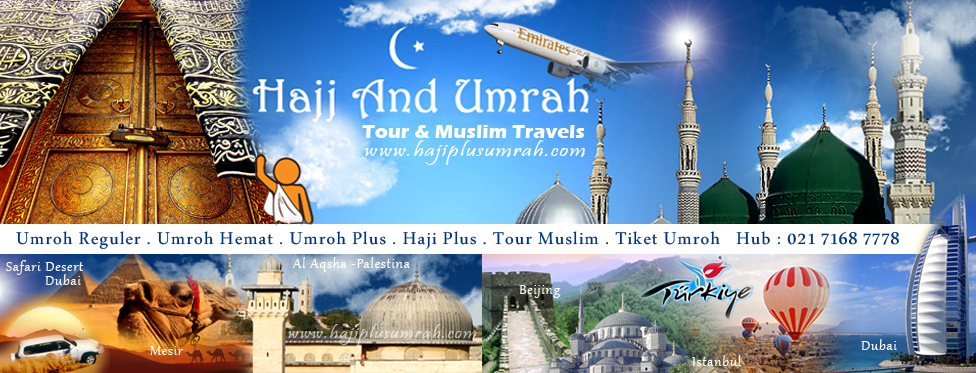 Emirates
Hajj And Umrah
Tour & Muslim Travels
www.hajiplusumrah.com
Umroh Reguler . Umroh Hemat . Umroh Plus . Haji Plus . Tour Muslim . Tiket Umroh Hub : 021 7168 7778
Safari Desert
Dubai
Mesir
Al Aqsha -Palestina
www.hajiplusumrah.com
Beijing
Türkiye
Istanbul
Dubai